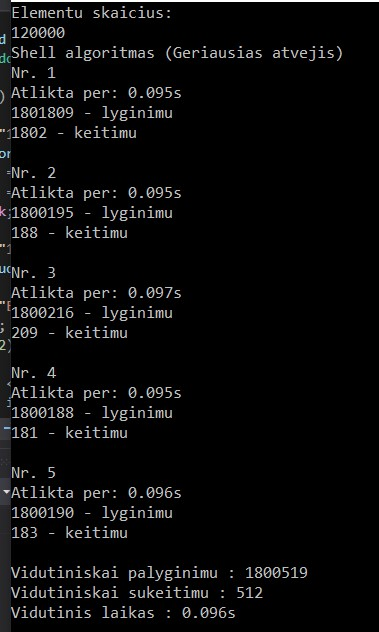 Elementu skaicius:
120000
Shell algoritmas (Geriausias atvejis)
Nr. 1
Atlikta per: 0.095s
1801809 - lyginimu
1802 - keitimu
Nr. 2
Atlikta per: 0.095s
1800195 - lyginimu
188 - keitimu
Nr. 3
Atlikta per: 0.097s
1800216 - lyginimu
209 - keitimu
Nr. 4
Atlikta per: 0.095s
1800188 - lyginimu
181 - keitimu
Nr. 5
Atlikta per: 0.096s
1800190 - lyginimu
183 - keitimu
Vidutiniskai palyginimu : 1800519
Vidutiniskai sukeitimu : 512
Vidutinis laikas : 0.096s